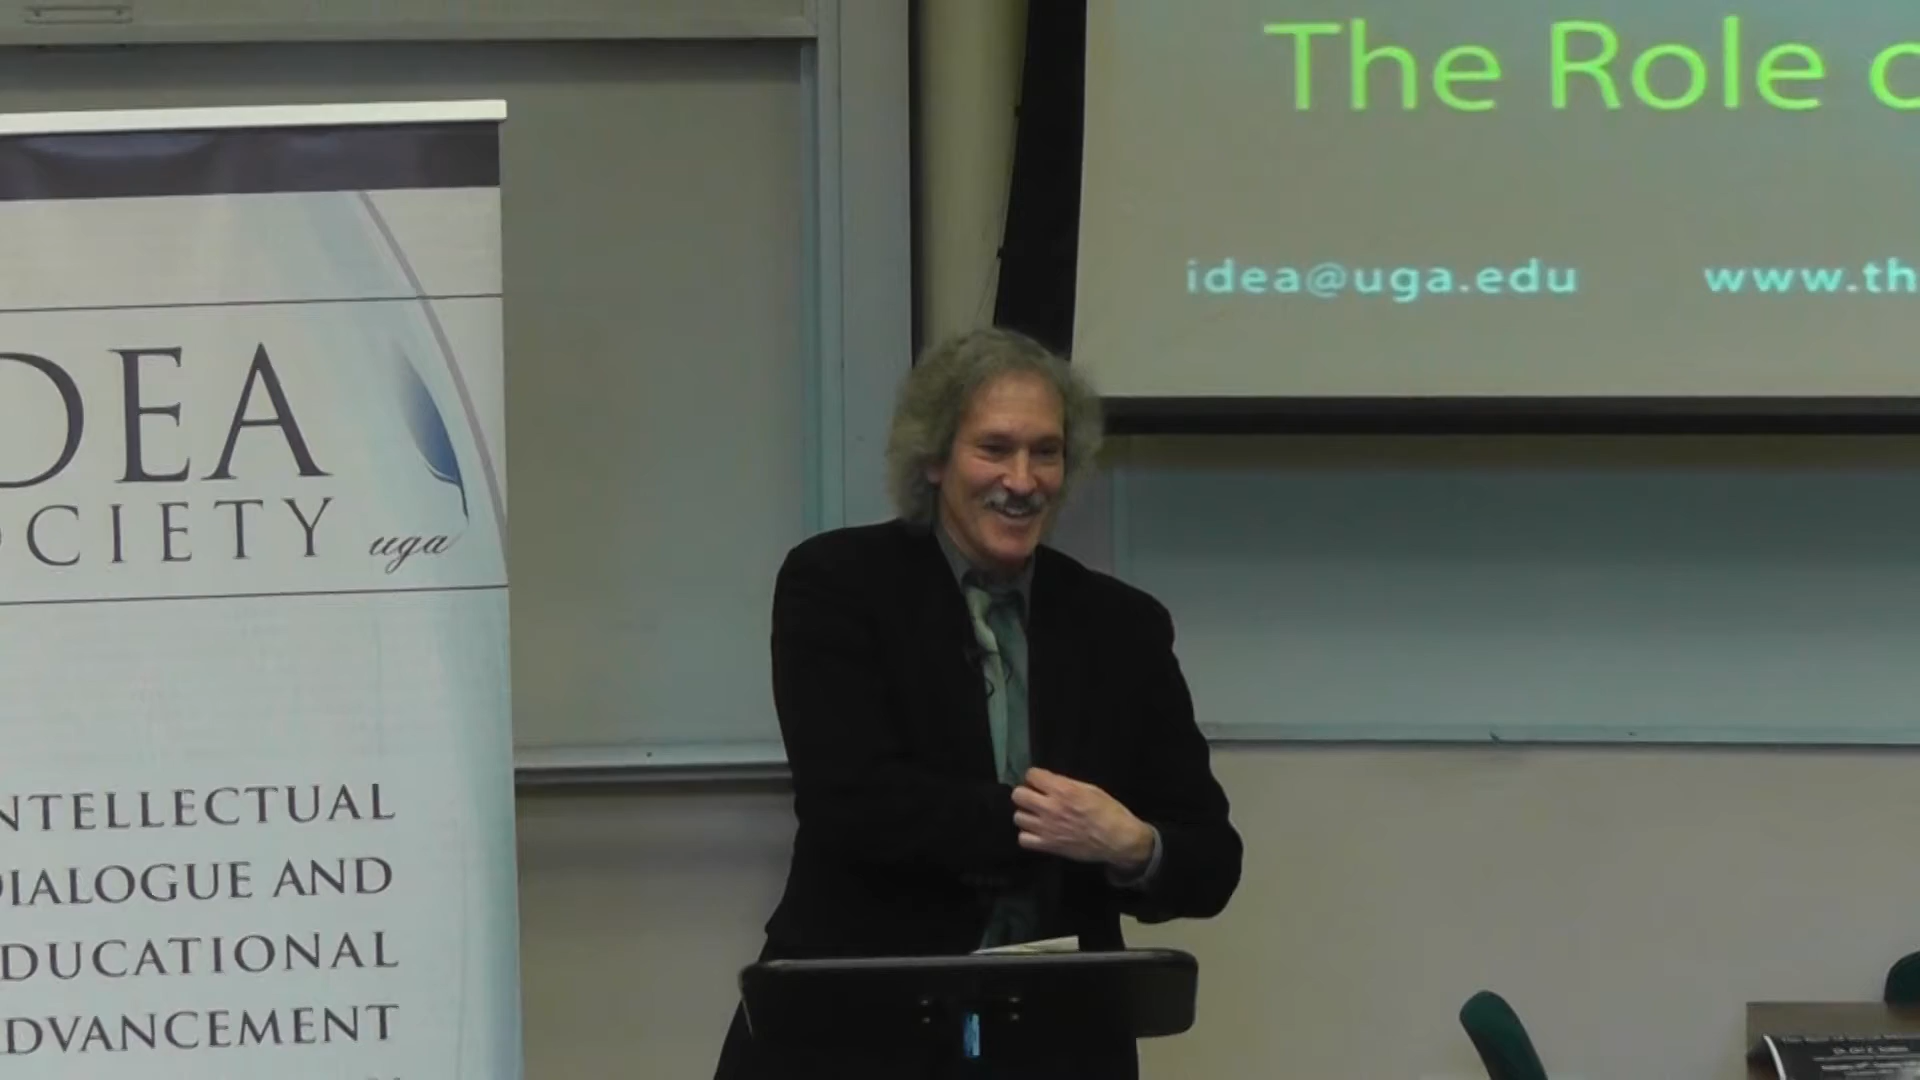 The Role
idea@uga.edu www.th
DEA
OCIETY uga
NTELLECTUAL
DIALOGUE AND
DUCATIONAL
DVANCEMENT